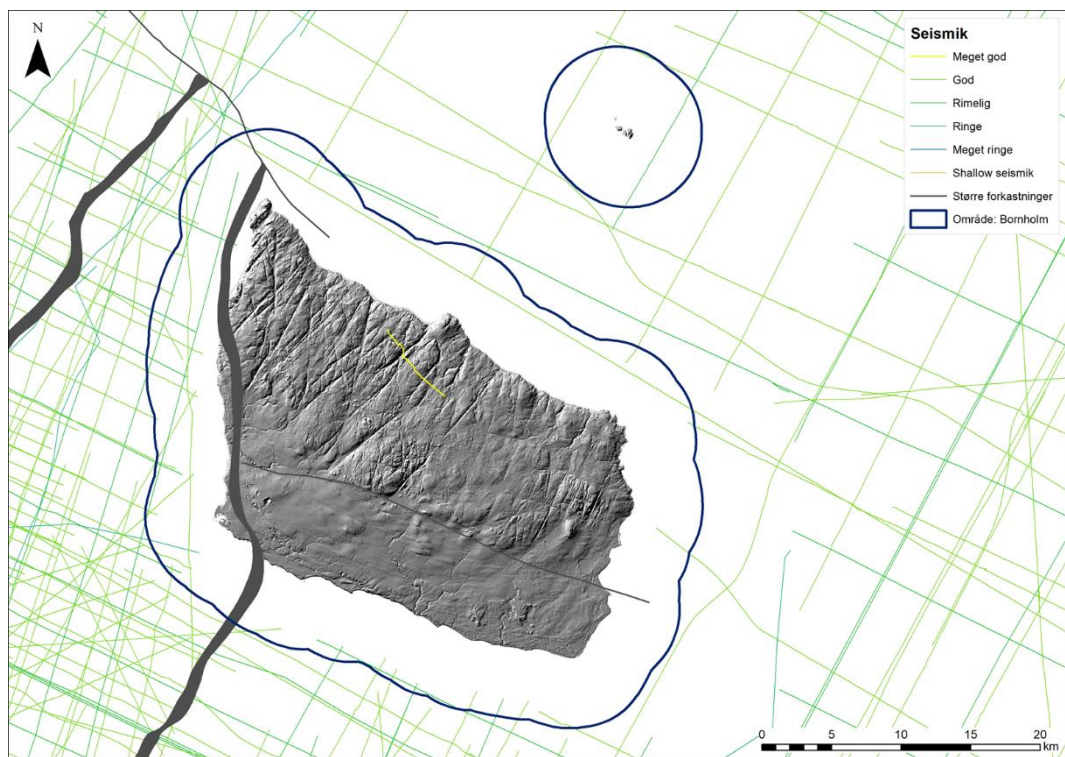 N
Seismik
Meget god
God
Rimelig
Ringe
Meget ringe
Shallow seismik
Større forkastninger
Område: Bornholm
0 5 10 15 20
km